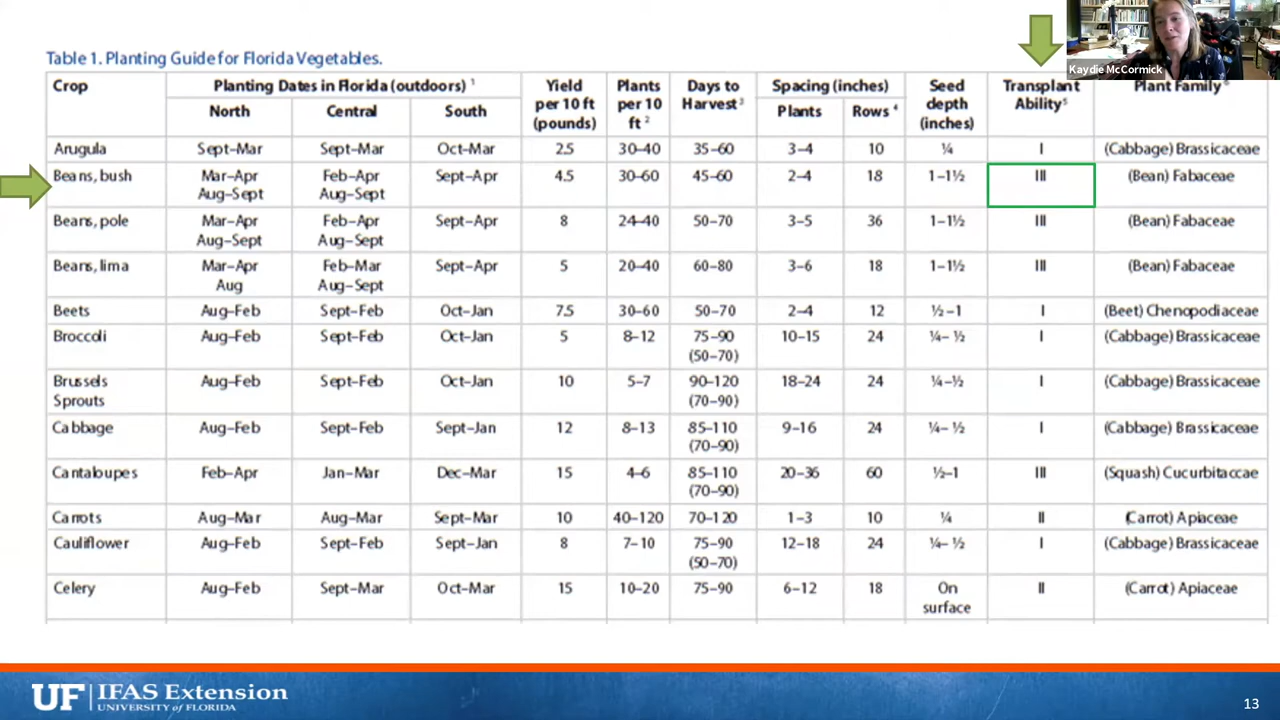 Kaydie McCormick
Table 1. Planting Guide for Florida Vegetables.
Crop Planting Dates in Florida (outdoors) 1 Yield per 10 ft (pounds) Plants per 10 ft 2 Days to Harvest 3 Spacing (inches) Seed depth (inches) Transplant Ability 5 Plant Family 6
North Central South Plants Rows 4
Arugula Sept–Mar Sept–Mar Oct–Mar 2.5 30–40 35–60 3–4 10 ¼ I (Cabbage) Brassicaceae
Beans, bush Mar–Apr Feb–Apr Sept–Apr 4.5 30–60 45–60 2–4 18 1–1½ III (Bean) Fabaceae
Aug–Sept Aug–Sept
Beans, pole Mar–Apr Feb–Apr Sept–Apr 8 24–40 50–70 3–5 36 1–1½ III (Bean) Fabaceae
Aug–Sept Aug–Sept
Beans, lima Mar–Apr Feb–Mar Sept–Apr 5 20–40 60–80 3–6 18 1–1½ III (Bean) Fabaceae
Aug Aug–Sept
Beets Aug–Feb Sept–Feb Oct–Jan 7.5 30–60 50–70 2–4 12 ½–1 I (Beet) Chenopodiaceae
Broccoli Aug–Feb Sept–Feb Oct–Jan 5 8–12 75–90 10–15 24 ¼–½ I (Cabbage) Brassicaceae
(50–70)
Brussels Aug–Feb Sept–Feb Oct–Jan 10 5–7 90–120 18–24 24 ¼–½ I (Cabbage) Brassicaceae
Sprouts (70–90)
Cabbage Aug–Feb Sept–Feb Sept–Jan 12 8–13 85–110 9–16 24 ¼–½ I (Cabbage) Brassicaceae
(70–90)
Cantaloupes Feb–Apr Jan–Mar Dec–Mar 15 4–6 85–110 20–36 60 ½–1 III (Squash) Cucurbitaccae
(70–90)
Carrots Aug–Mar Aug–Mar Sept–Mar 10 40–120 70–120 1–3 10 ¼ II (Carrot) Apiaceae
Cauliflower Aug–Feb Sept–Feb Sept–Jan 8 7–10 75–90 12–18 24 ¼–½ I (Cabbage) Brassicaceae
(50–70)
Celery Aug–Feb Sept–Mar Oct–Mar 15 10–20 75–90 6–12 18 On II (Carrot) Apiaceae
surface
UF IFAS Extension
UNIVERSITY of FLORIDA
13